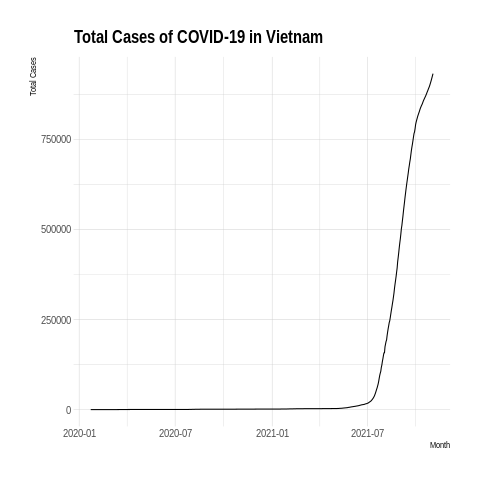 Total Cases of COVID-19 in Vietnam
Total Cases
750000
500000
250000
0
2020-01 2020-07 2021-01 2021-07
Month